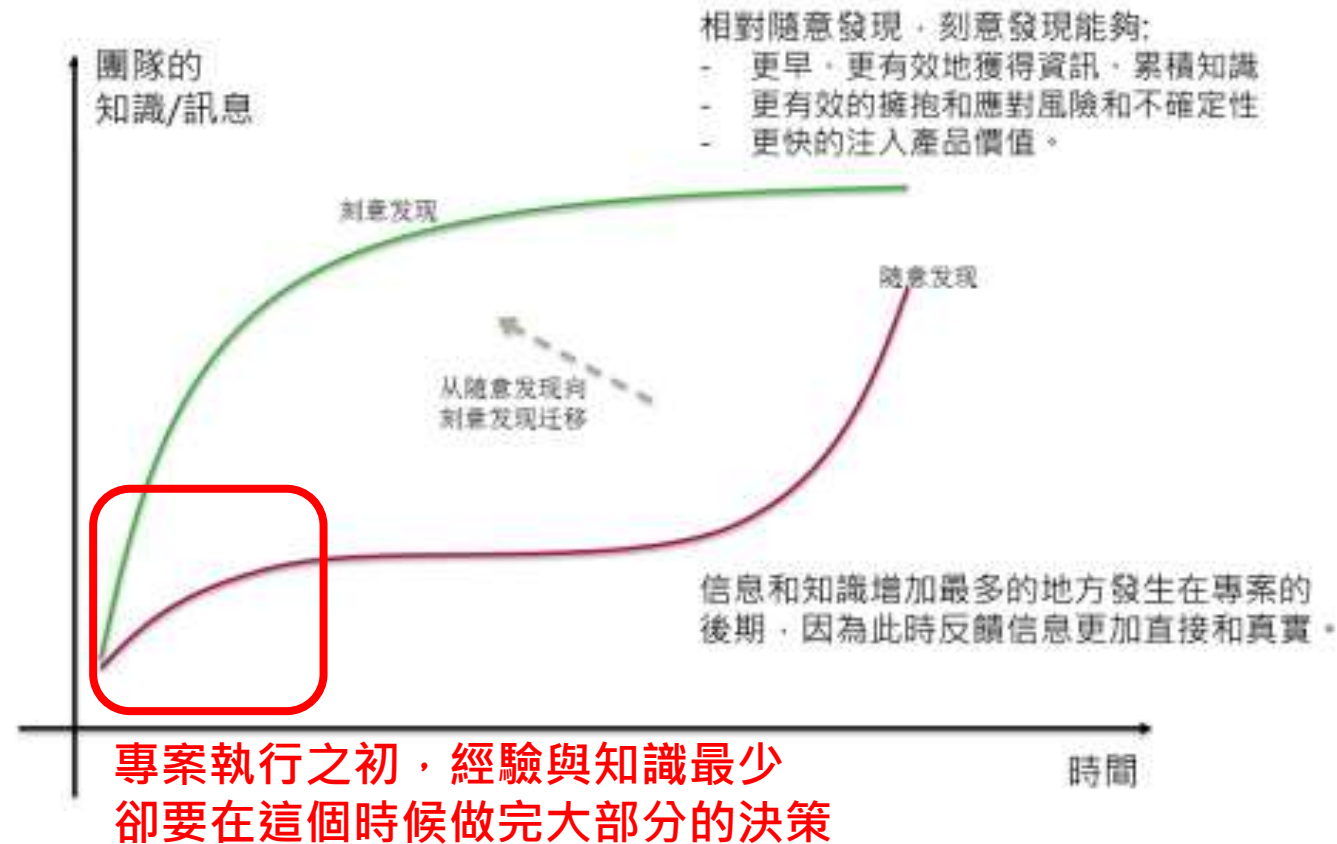 團隊的
知識/訊息
相對隨意發現，刻意發現能夠:
- 更早，更有效地獲得資訊，累積知識
- 更有效的擁抱和應對風險和不確定性
- 更快的注入產品價值。
刻意发现
隨意发现
从隨意发现向
刻意发现迁移
信息和知識增加最多的地方發生在專案的
後期，因為此時反饋信息更加直接和真實。
時間
專案執行之初，經驗與知識最少
卻要在這個時候做完大部分的決策